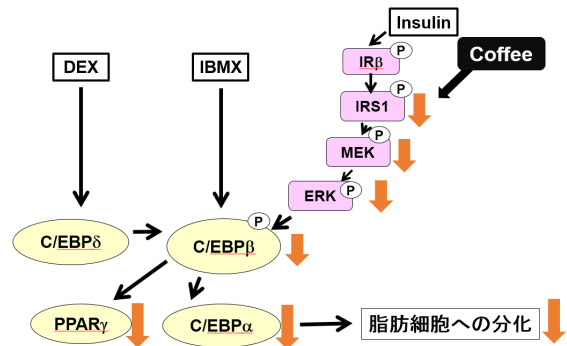 Insulin
P
IRβ
Coffee
DEX
IBMX
P
IRS1
P
MEK
ERK
P
P
C/EBPδ
C/EBPβ
PPARγ
C/EBPα
脂肪細胞への分化